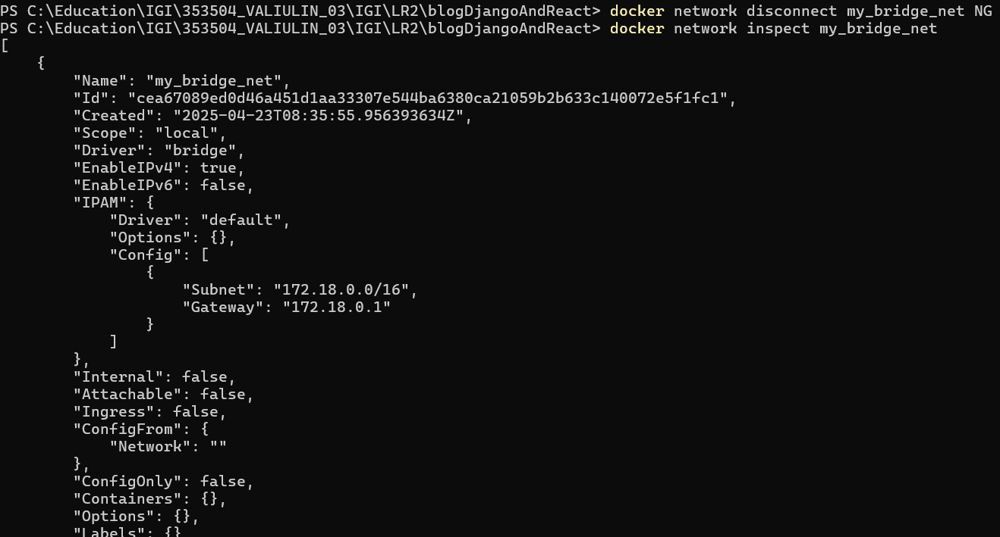 PS C:\Education\IGI\353504_VALIULIN_03\IGI\LR2\blogDjangoAndReact> docker network disconnect my_bridge_net NG
PS C:\Education\IGI\353504_VALIULIN_03\IGI\LR2\blogDjangoAndReact> docker network inspect my_bridge_net
[
    {
        "Name": "my_bridge_net",
        "Id": "cea67089ed0d46a451d1aa33307e544ba6380ca21059b2b633c140072e5f1fc1",
        "Created": "2025-04-23T08:35:55.956393634Z",
        "Scope": "local",
        "Driver": "bridge",
        "EnableIPv4": true,
        "EnableIPv6": false,
        "IPAM": {
            "Driver": "default",
            "Options": {},
            "Config": [
                {
                    "Subnet": "172.18.0.0/16",
                    "Gateway": "172.18.0.1"
                }
            ]
        },
        "Internal": false,
        "Attachable": false,
        "Ingress": false,
        "ConfigFrom": {
            "Network": ""
        },
        "ConfigOnly": false,
        "Containers": {},
        "Options": {},
        "Labels": {}